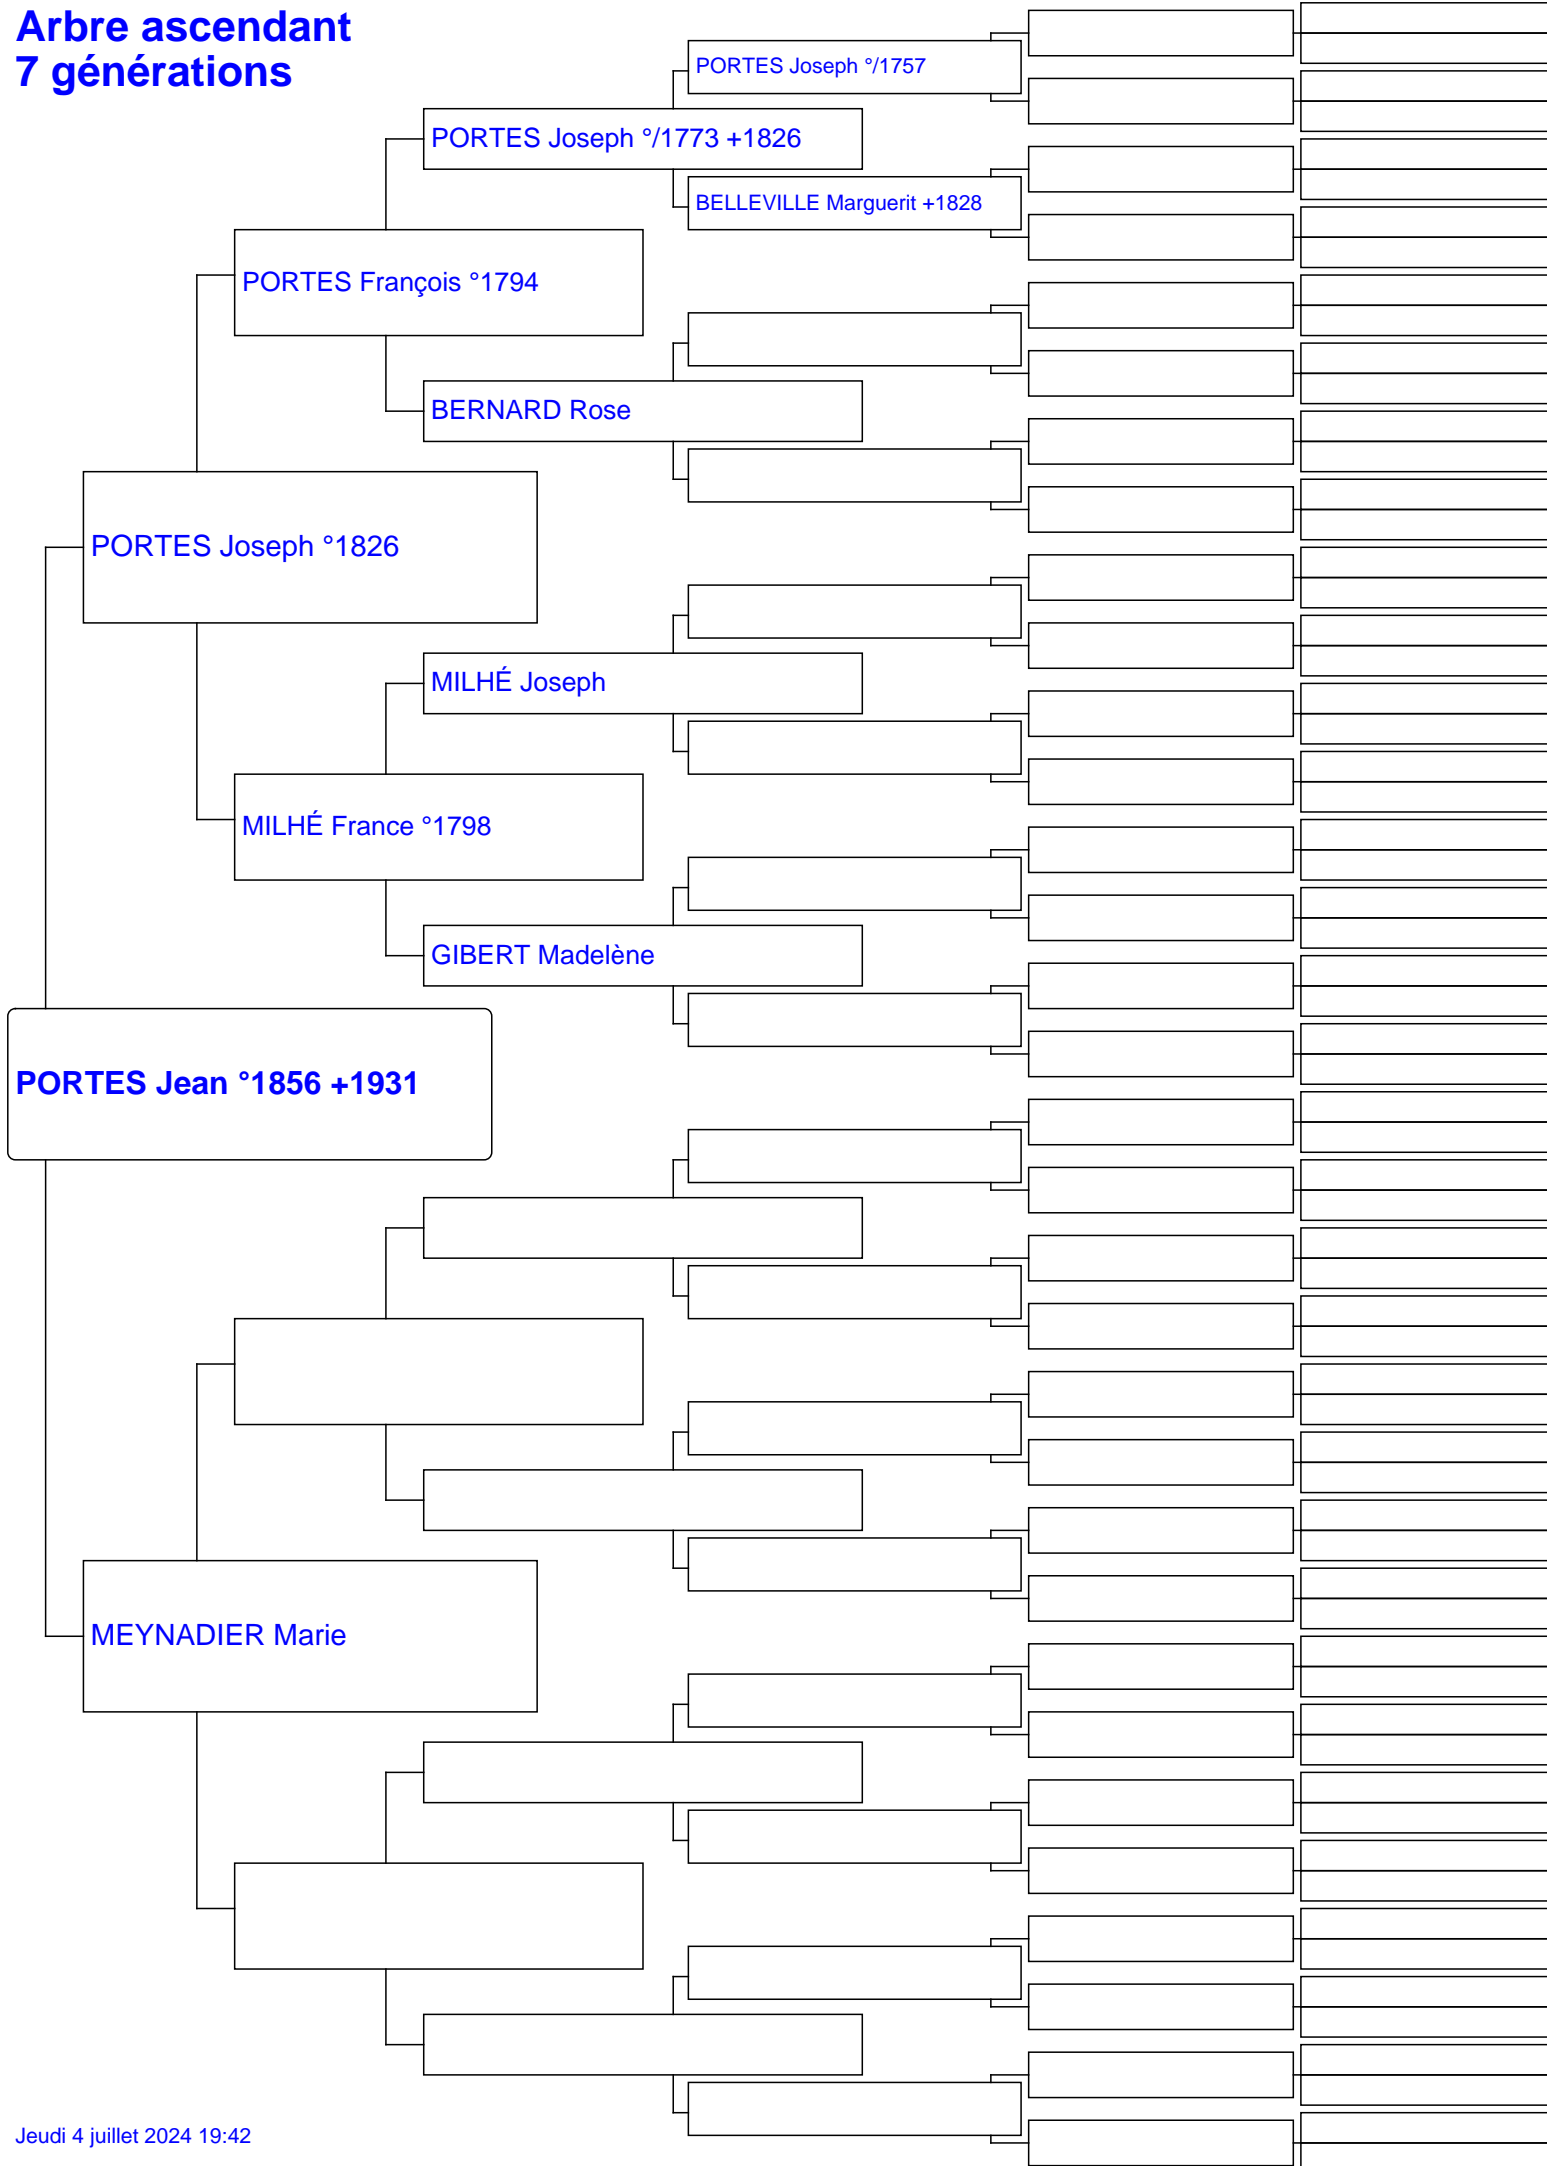 Arbre ascendant
7 générations
PORTES Joseph °/1757
PORTES Joseph °/1773 +1826
BELLEVILLE Marguerit +1828
PORTES François °1794
BERNARD Rose
PORTES Joseph °1826
MILHÉ Joseph
MILHÉ France °1798
GIBERT Madelène
PORTES Jean °1856 +1931
MEYNADIER Marie
Jeudi 4 juillet 2024 19:42